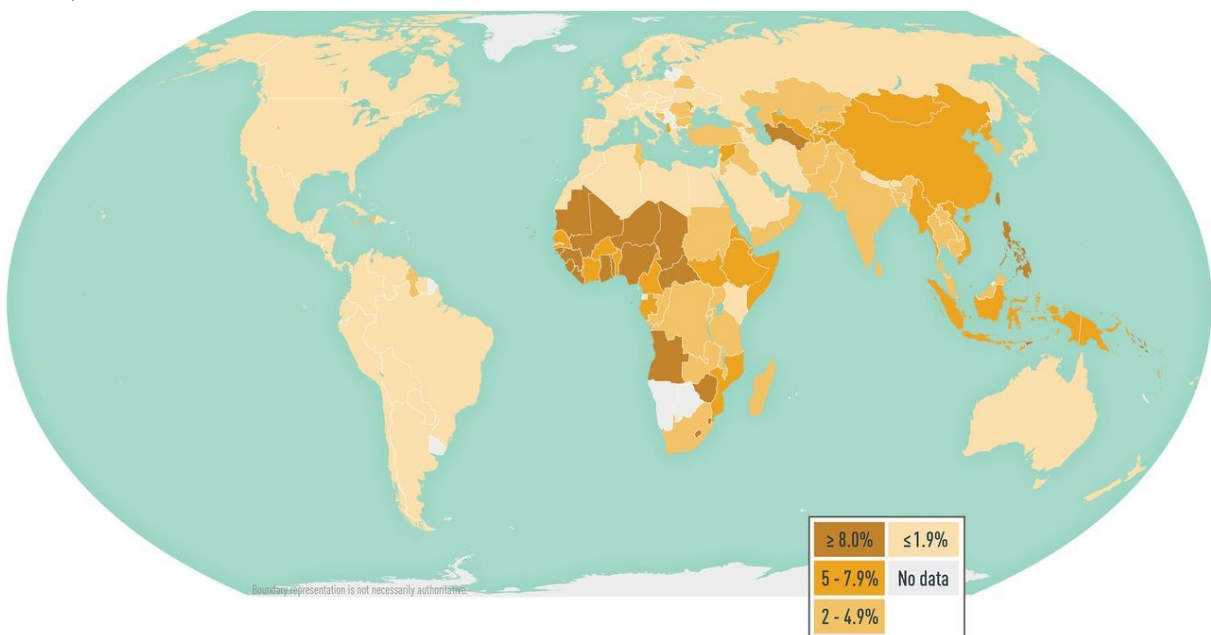 Boundary representation is not necessarily authoritative.
≥ 8.0% ≤1.9%
5 - 7.9% No data
2 - 4.9%